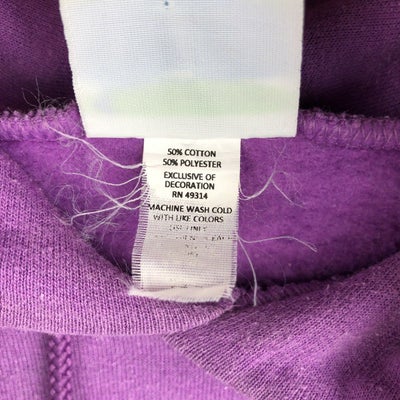 50% COTTON
50% POLYESTER
EXCLUSIVE OF
DECORATION
RN 49314
MACHINE WASH COLD
WITH LIKE COLORS